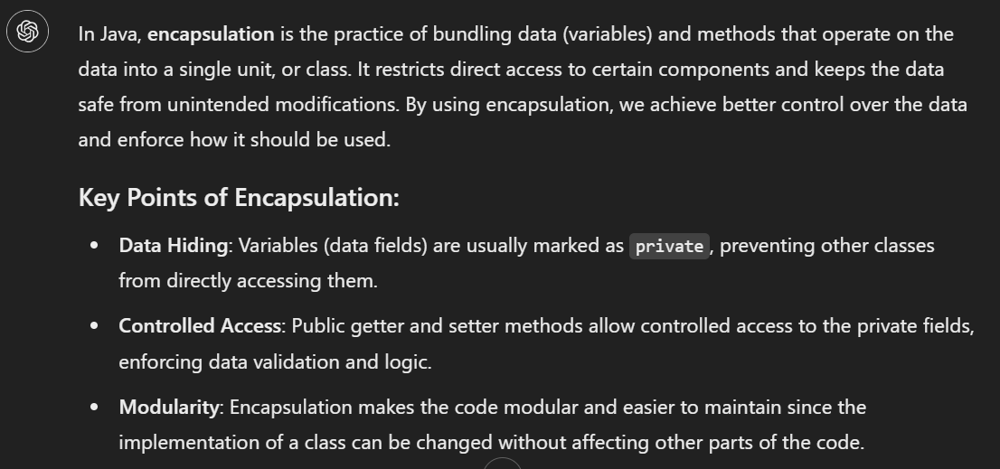 In Java, encapsulation is the practice of bundling data (variables) and methods that operate on the
data into a single unit, or class. It restricts direct access to certain components and keeps the data
safe from unintended modifications. By using encapsulation, we achieve better control over the data
and enforce how it should be used.
Key Points of Encapsulation:
• Data Hiding: Variables (data fields) are usually marked as private, preventing other classes
from directly accessing them.
• Controlled Access: Public getter and setter methods allow controlled access to the private fields,
enforcing data validation and logic.
• Modularity: Encapsulation makes the code modular and easier to maintain since the
implementation of a class can be changed without affecting other parts of the code.